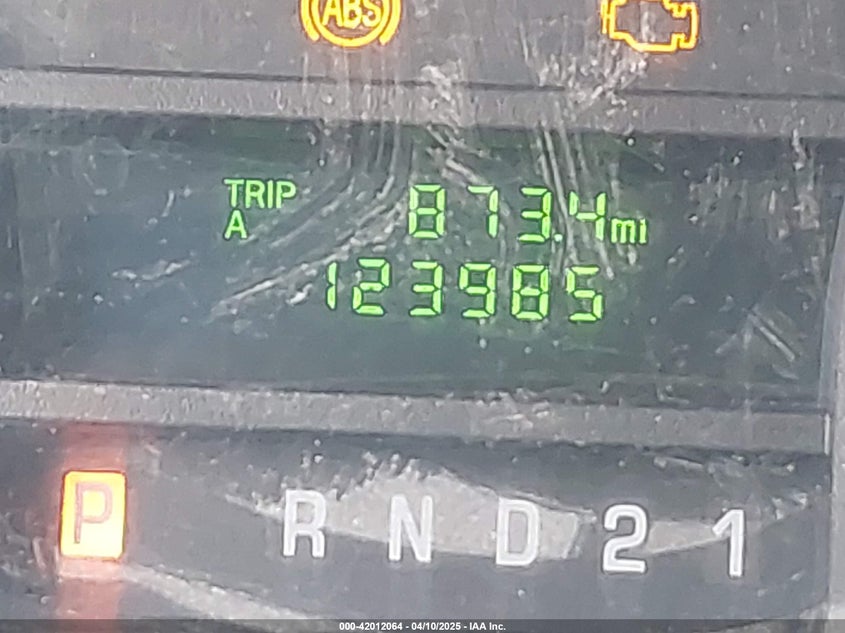 ABS
TRIP A 873.4mi
123985
P R N D 2 1
000-42012064 - 04/10/2025 - IAA Inc.